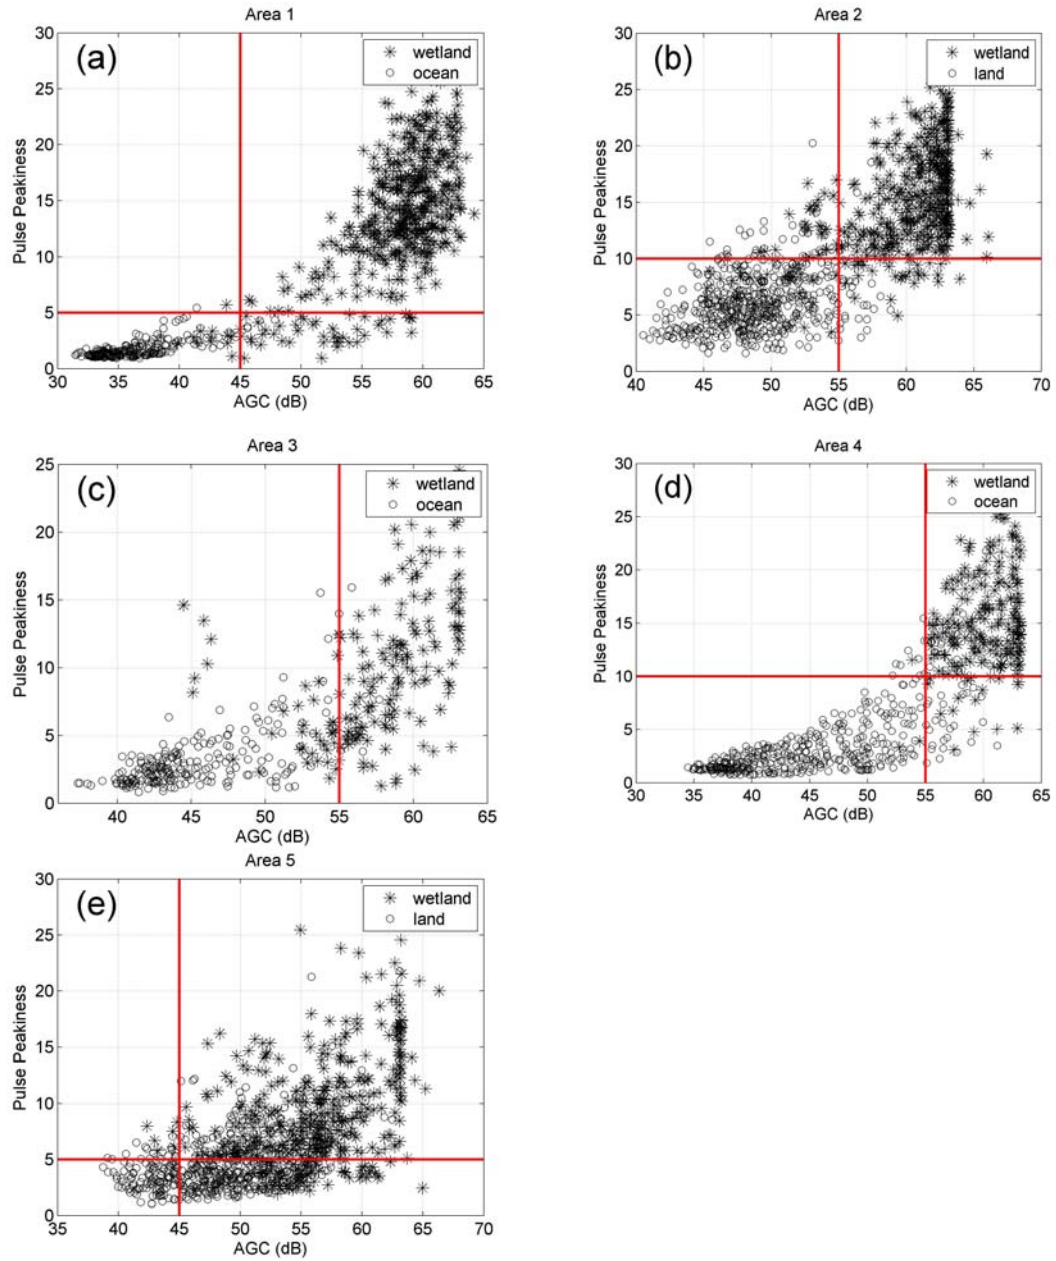 Area 1
30
25
20
15
10
5
0
Pulse Peakiness
(a)
wetland
ocean
30 35 40 45 50 55 60 65
AGC (dB)
Area 2
30
25
20
15
10
5
0
Pulse Peakiness
(b)
wetland
land
40 45 50 55 60 65 70
AGC (dB)
Area 3
25
20
15
10
5
0
Pulse Peakiness
(c)
wetland
ocean
40 45 50 55 60 65
AGC (dB)
Area 4
30
25
20
15
10
5
0
Pulse Peakiness
(d)
wetland
ocean
30 35 40 45 50 55 60 65
AGC (dB)
Area 5
30
25
20
15
10
5
0
Pulse Peakiness
(e)
wetland
land
35 40 45 50 55 60 65 70
AGC (dB)